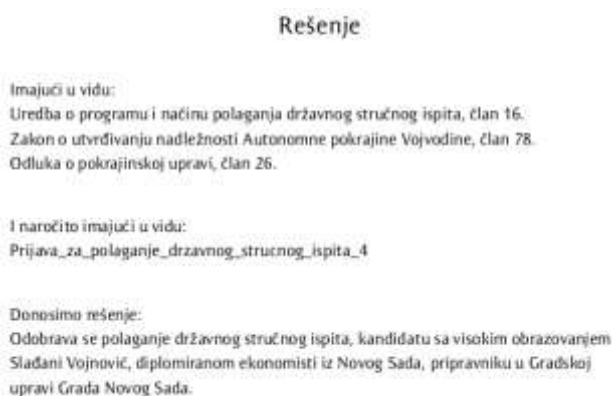 Rešenje
Imajući u vidu:
Uredba o programu i načinu polaganja državnog stručnog ispita, član 16.
Zakon o utvrđivanju nadležnosti Autonomne pokrajine Vojvodine, član 78.
Odluka o pokrajinskoj upravi, član 26.
I naročito imajući u vidu:
Prijava_za_polaganje_drzavnog_strucnog_ispita_4
Donosimo rešenje:
Odobrava se polaganje državnog stručnog ispita, kandidatu sa visokim obrazovanjem
Slađani Vojnović, diplomiranom ekonomisti iz Novog Sada, pripravniku u Gradskoj
upravi Grada Novog Sada.